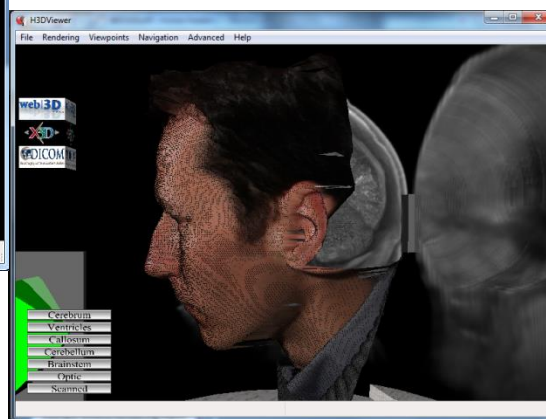 H3DViewer
File Rendering Viewpoints Navigation Advanced Help
web3D
X3D
DICOM
Cerebrum
Ventricles
Callosum
Cerebellum
Brainstem
Optic
Scanned